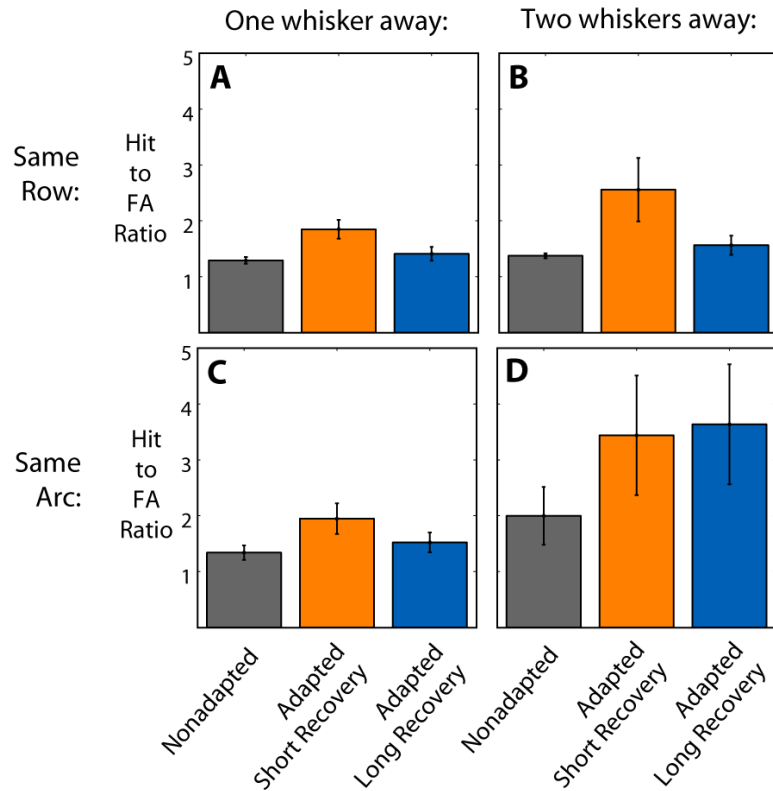 One whisker away:
Two whiskers away:
A
B
5
4
3
2
1
Same
Row:
Hit
to
FA
Ratio
C
D
5
4
3
2
1
Same
Arc:
Hit
to
FA
Ratio
Nonadapted
Adapted
Short Recovery
Adapted
Long Recovery
Nonadapted
Adapted
Short Recovery
Adapted
Long Recovery